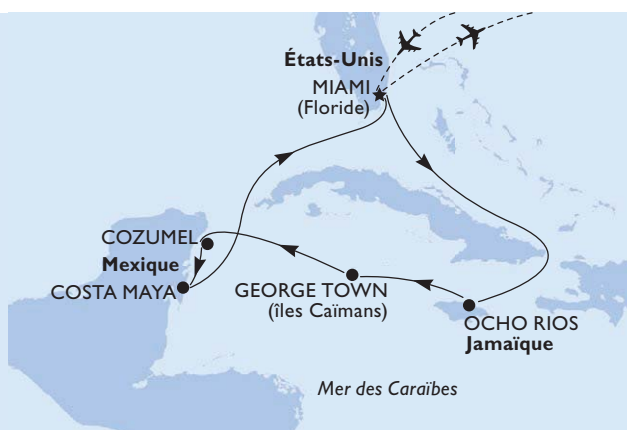 États-Unis
MIAMI
(Floride)
COZUMEL
Mexique
COSTA MAYA
GEORGE TOWN
(îles Caïmans)
OCHO RIOS
Jamaïque
Mer des Caraïbes